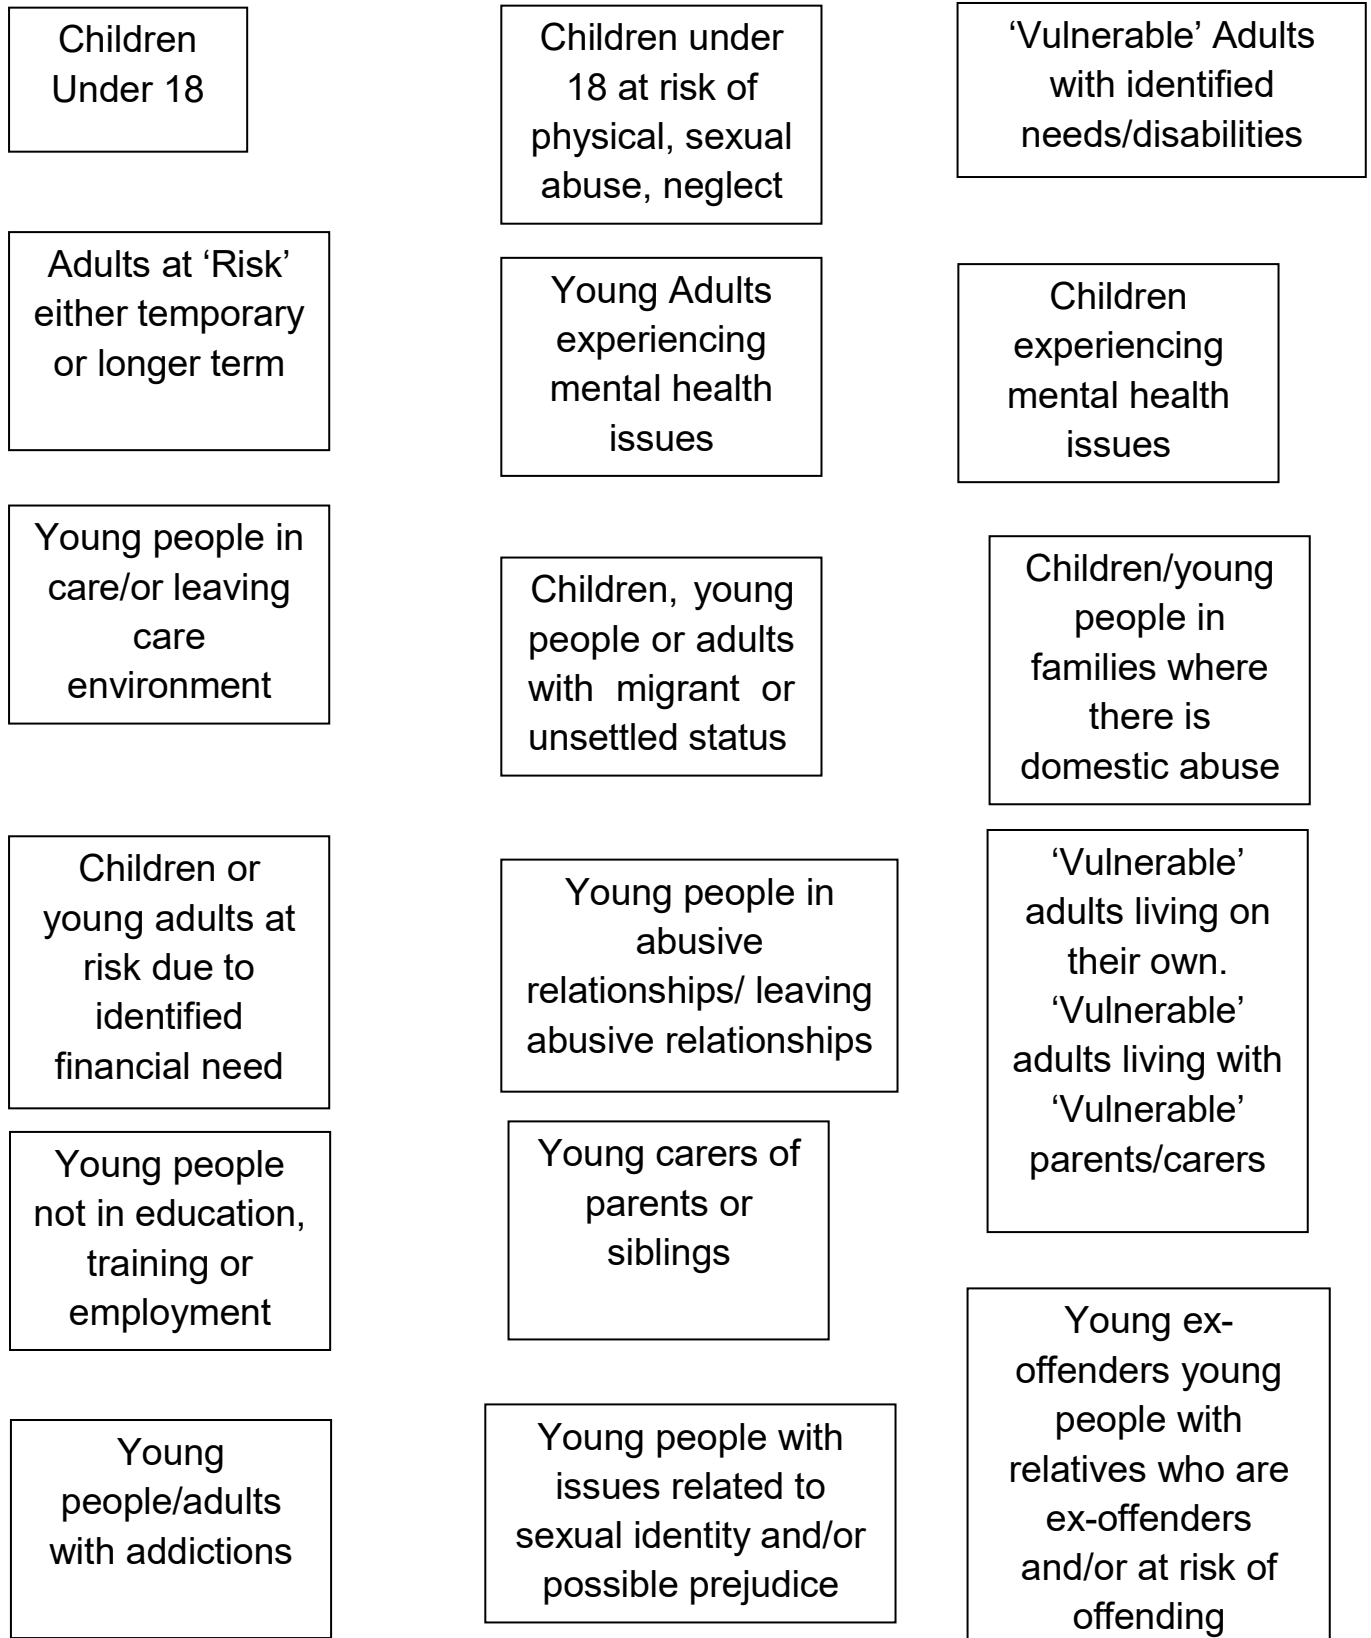 Children
Under 18
Children under
18 at risk of
physical, sexual
abuse, neglect
‘Vulnerable’ Adults
with identified
needs/disabilities
Adults at ‘Risk’
either temporary
or longer term
Young Adults
experiencing
mental health
issues
Children
experiencing
mental health
issues
Young people in
care/or leaving
care
environment
Children, young
people or adults
with migrant or
unsettled status
Children/young
people in
families where
there is
domestic abuse
Children or
young adults at
risk due to
identified
financial need
Young people in
abusive
relationships/ leaving
abusive relationships
‘Vulnerable’
adults living on
their own.
‘Vulnerable’
adults living with
‘Vulnerable’
parents/carers
Young people
not in education,
training or
employment
Young carers of
parents or
siblings
Young ex-
offenders young
people with
relatives who are
ex-offenders
and/or at risk of
offending
Young
people/adults
with addictions
Young people with
issues related to
sexual identity and/or
possible prejudice